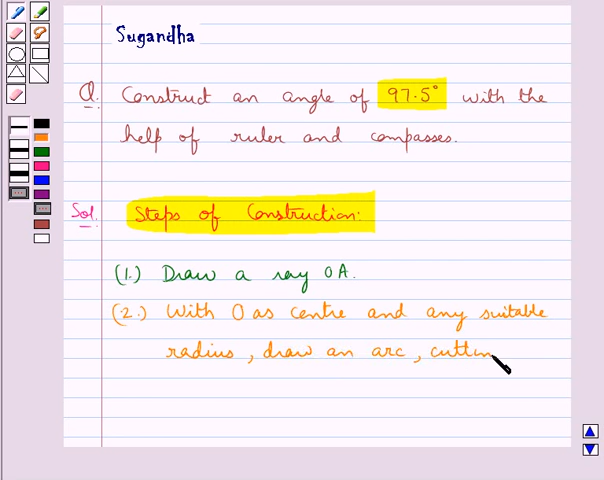 Sugandha
Q. Construct an angle of 97.5° with the
help of ruler and compasses.
Sol. Steps of Construction:
(1.) Draw a ray OA.
(2.) With O as centre and any suitable
radius, draw an arc, cuttin